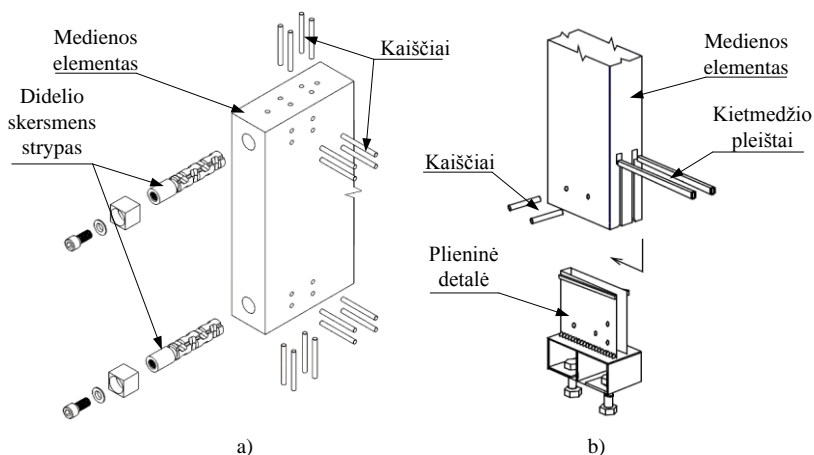 Medienos
elementas
Kaiščiai
Didelio
skersmens
strypas
a)
Medienos
elementas
Kietmedžio
pleištai
Kaiščiai
Plieninė
detalė
b)